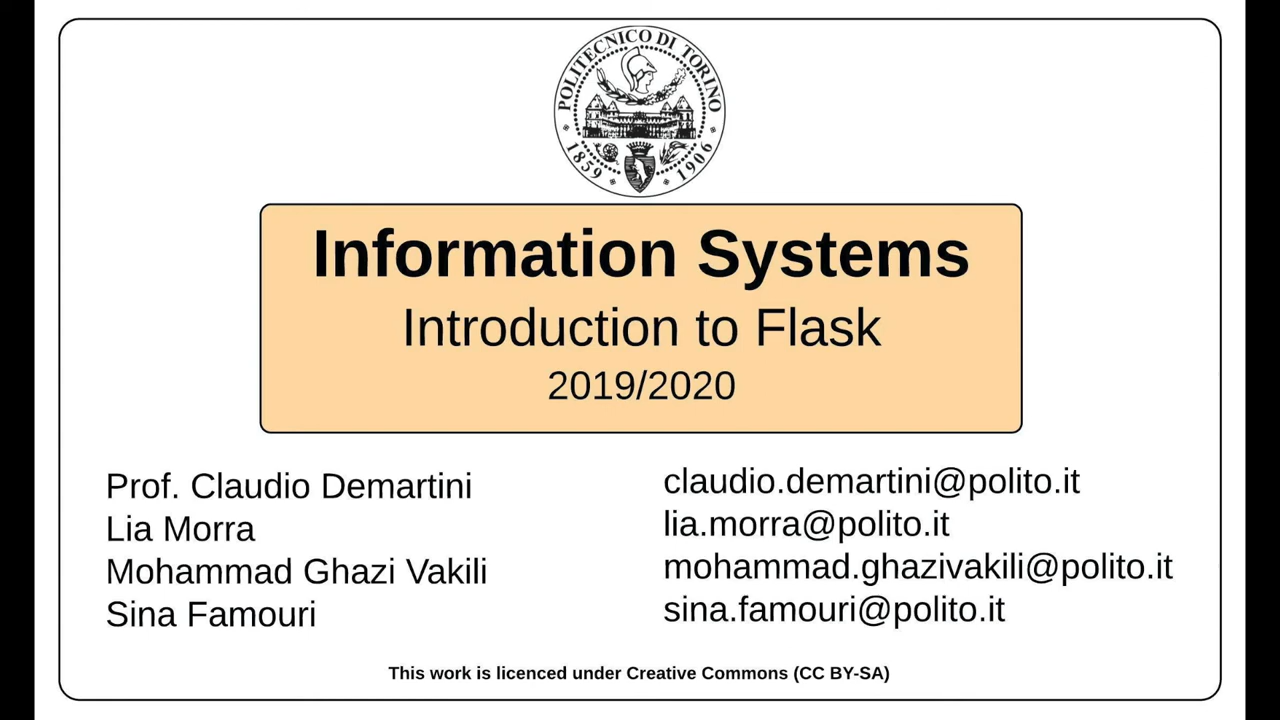 POLITECNICO DI TORINO
1859 1906
Information Systems
Introduction to Flask
2019/2020
Prof. Claudio Demartini claudio.demartini@polito.it
Lia Morra lia.morra@polito.it
Mohammad Ghazi Vakili mohammad.ghazivakili@polito.it
Sina Famouri sina.famouri@polito.it
This work is licenced under Creative Commons (CC BY-SA)